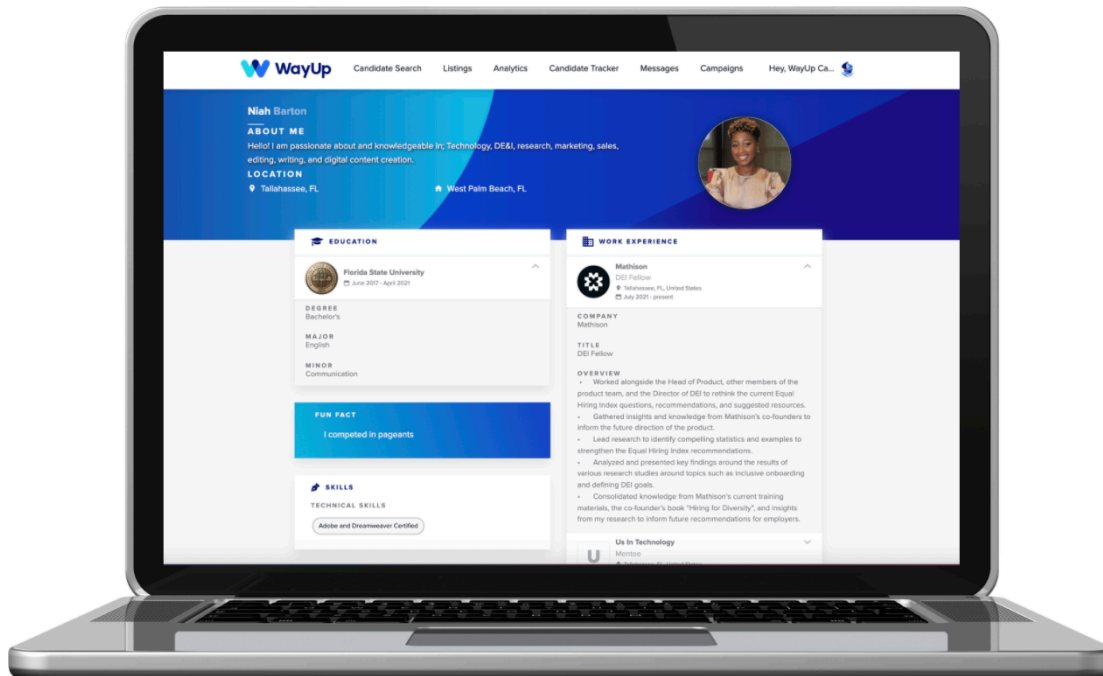 WayUp
Candidate Search Listings Analytics Candidate Tracker Messages Campaigns Hey, WayUp Ca...
Niah Barton
ABOUT ME
Hello! I am passionate about and knowledgeable in; Technology, DE&I, research, marketing, sales,
editing, writing, and digital content creation.
LOCATION
Tallahassee, FL
West Palm Beach, FL
EDUCATION
Florida State University
June 2017 - April 2021
DEGREE
Bachelor's
MAJOR
English
MINOR
Communication
FUN FACT
I competed in pageants
SKILLS
TECHNICAL SKILLS
Adobe and Dreamweaver Certified
WORK EXPERIENCE
Mathison
DEI Fellow
Tallahassee, FL, United States
July 2021 - present
COMPANY
Mathison
TITLE
DEI Fellow
OVERVIEW
• Worked alongside the Head of Product, other members of the
product team, and the Director of DEI to rethink the current Equal
Hiring Index questions, recommendations, and suggested resources.
• Gathered insights and knowledge from Mathison's co-founders to
inform the future direction of the product.
• Lead research to identify compelling statistics and examples to
strengthen the Equal Hiring Index recommendations.
• Analyzed and presented key findings around the results of
various research studies around topics such as inclusive onboarding
and defining DEI goals.
• Consolidated knowledge from Mathison's current training
materials, the co-founder's book "Hiring for Diversity", and insights
from my research to inform future recommendations for employers.
U
Us In Technology
Mentee